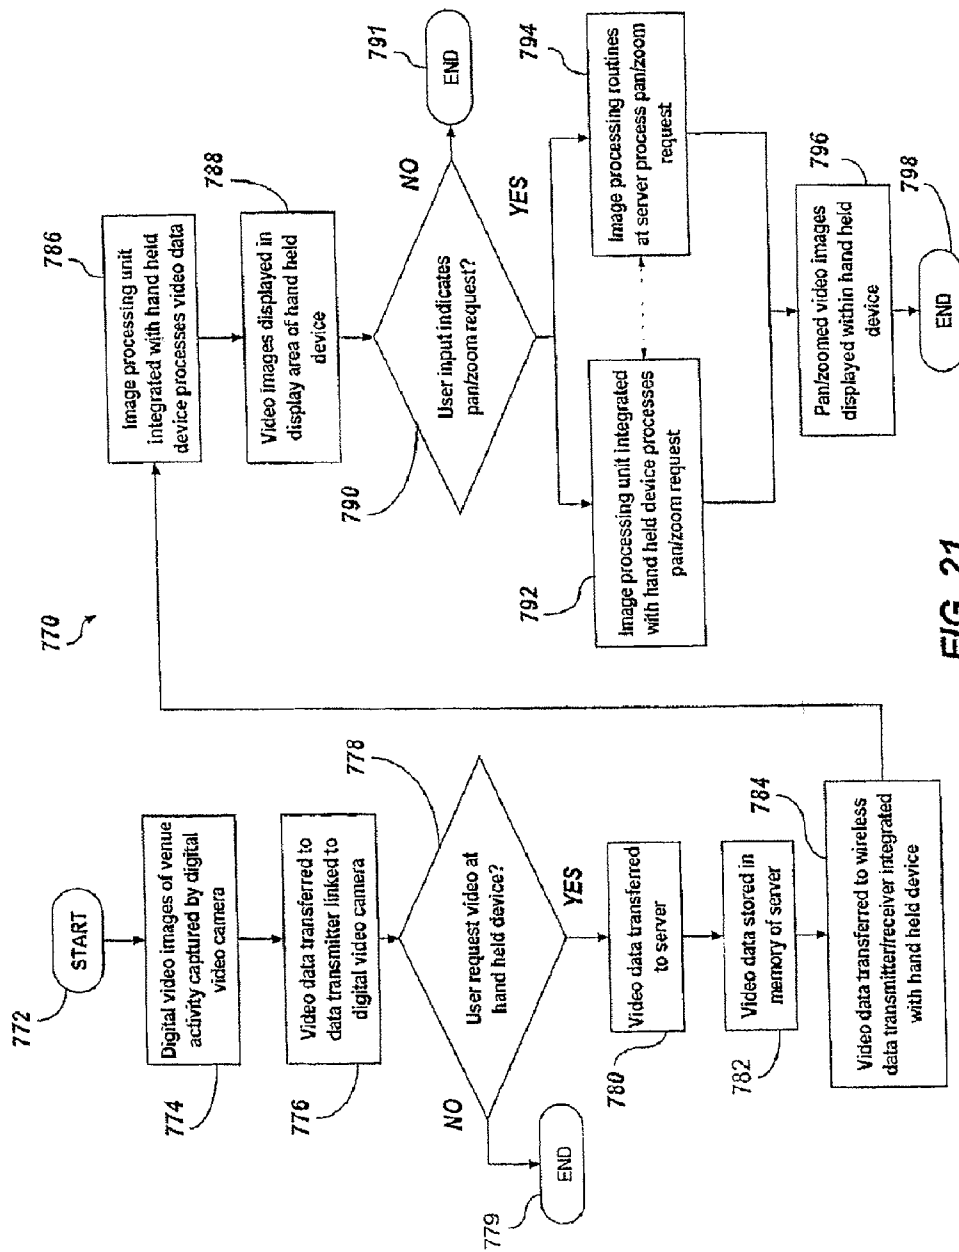 770
772
START
Digital video images of venue
activity captured by digital
video camera
774
Video data transferred to
data transmitter linked to
digital video camera
776
User request video at
hand held device?
778
NO
END
779
YES
Video data transferred
to server
780
Video data stored in
memory of server
782
Video data transferred to wireless
data transmitter/receiver integrated
with hand held device
784
Image processing unit
integrated with hand held
device processes video data
786
Video images displayed in
display area of hand held
device
788
User input indicates
pan/zoom request?
790
NO
END
791
YES
Image processing unit integrated
with hand held device processes
pan/zoom request
792
Image processing routines
at server process pan/zoom
request
794
Pan/zoomed video images
displayed within hand held
device
796
END
798
FIG. 21